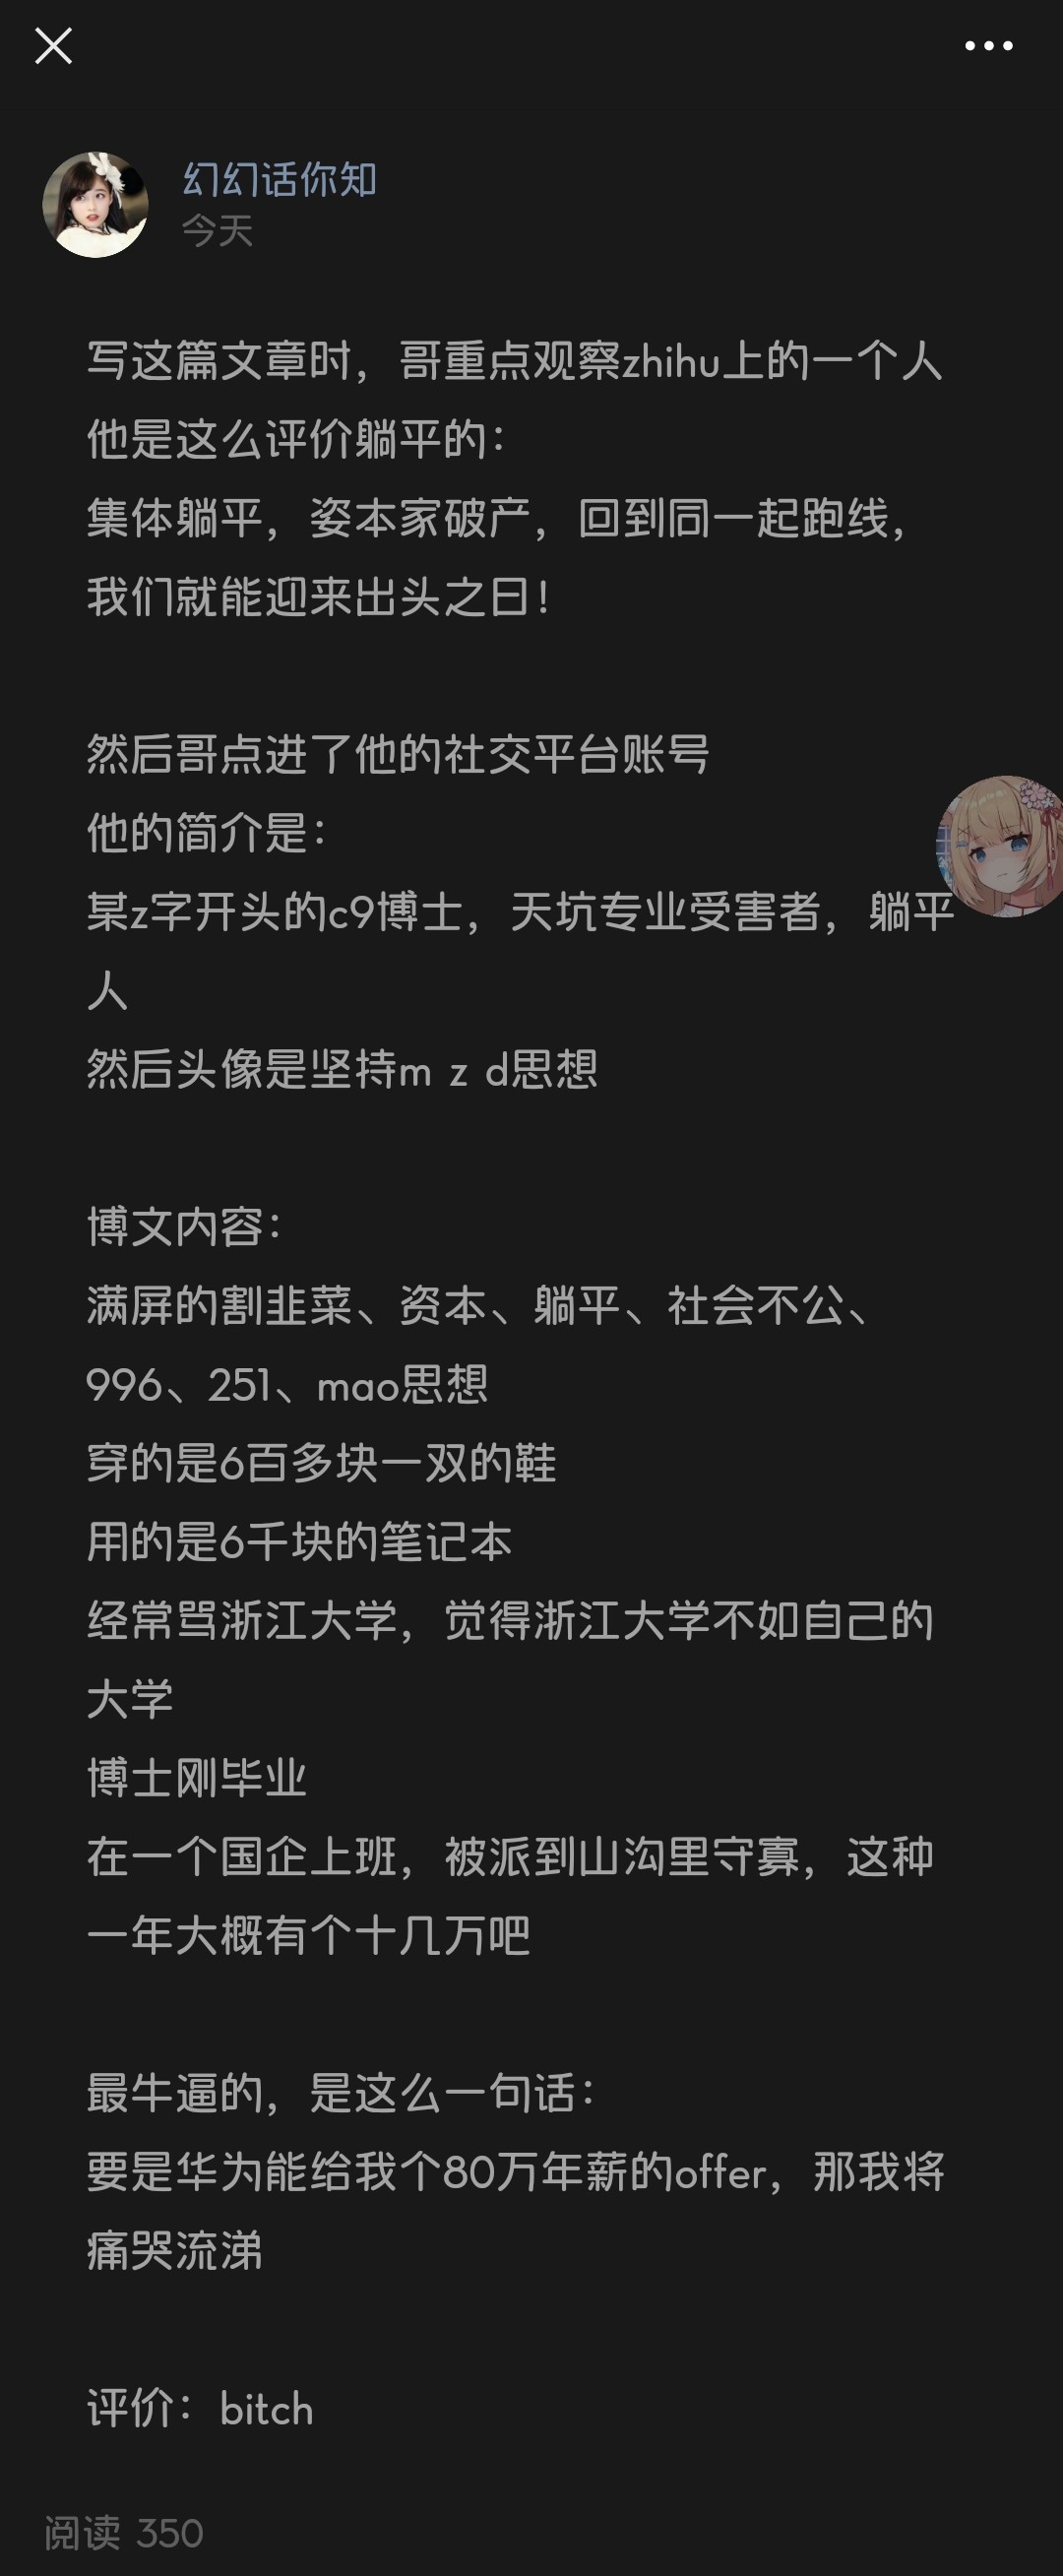 幻幻话你知
今天
写这篇文章时，哥重点观察zhihu上的一个人
他是这么评价躺平的：
集体躺平，姿本家破产，回到同一起跑线，
我们就能迎来出头之日！
然后哥点进了他的社交平台账号
他的简介是：
某z字开头的c9博士，天坑专业受害者，躺平
人
然后头像是坚持m z d思想
博文内容：
满屏的割韭菜、资本、躺平、社会不公、
996、251、mao思想
穿的是6百多块一双的鞋
用的是6千块的笔记本
经常骂浙江大学，觉得浙江大学不如自己的
大学
博士刚毕业
在一个国企上班，被派到山沟里守寡，这种
一年大概有个十几万吧
最牛逼的，是这么一句话：
要是华为能给我个80万年薪的offer，那我将
痛哭流涕
评价：bitch
阅读 350